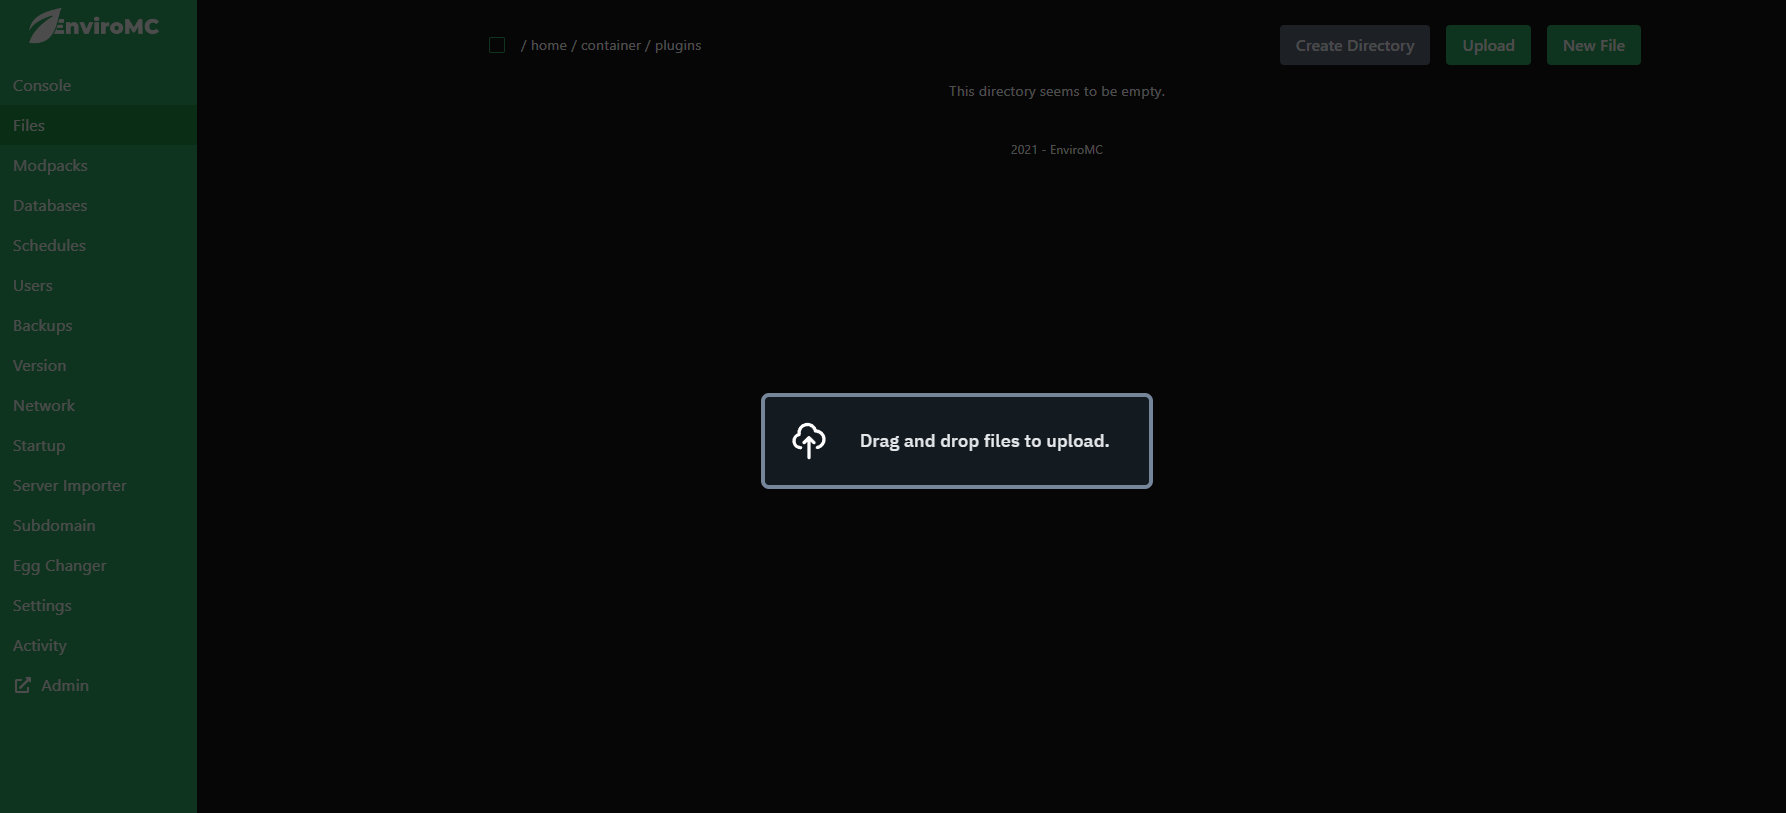 EnviroMC
Console
Files
Modpacks
Databases
Schedules
Users
Backups
Version
Network
Startup
Server Importer
Subdomain
Egg Changer
Settings
Activity
Admin
/ home / container / plugins
Create Directory
Upload
New File
This directory seems to be empty.
2021 - EnviroMC
Drag and drop files to upload.